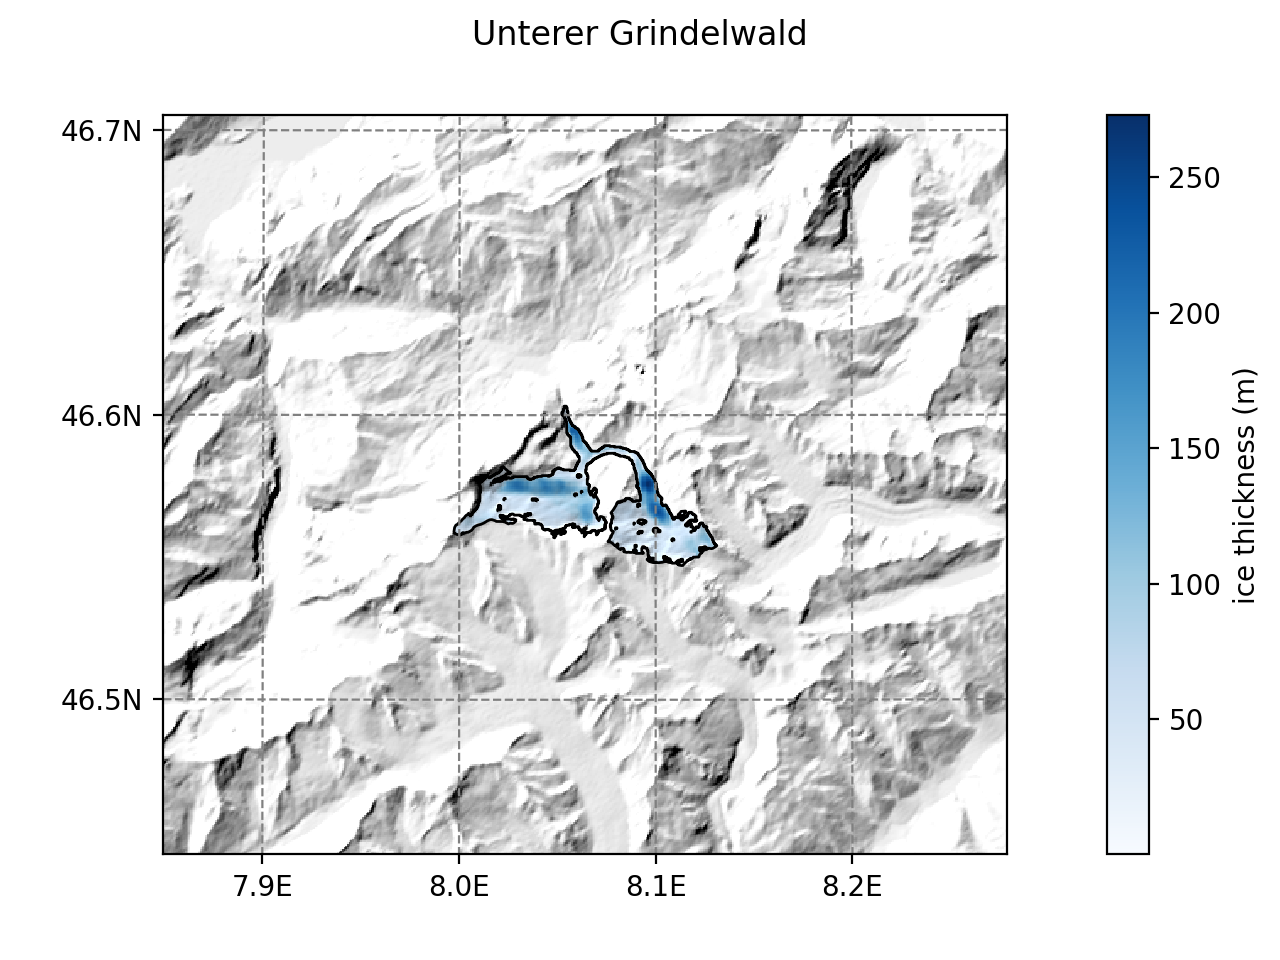 Unterer Grindelwald
46.7N
46.6N
46.5N
7.9E
8.0E
8.1E
8.2E
250
200
150
100
50
ice thickness (m)